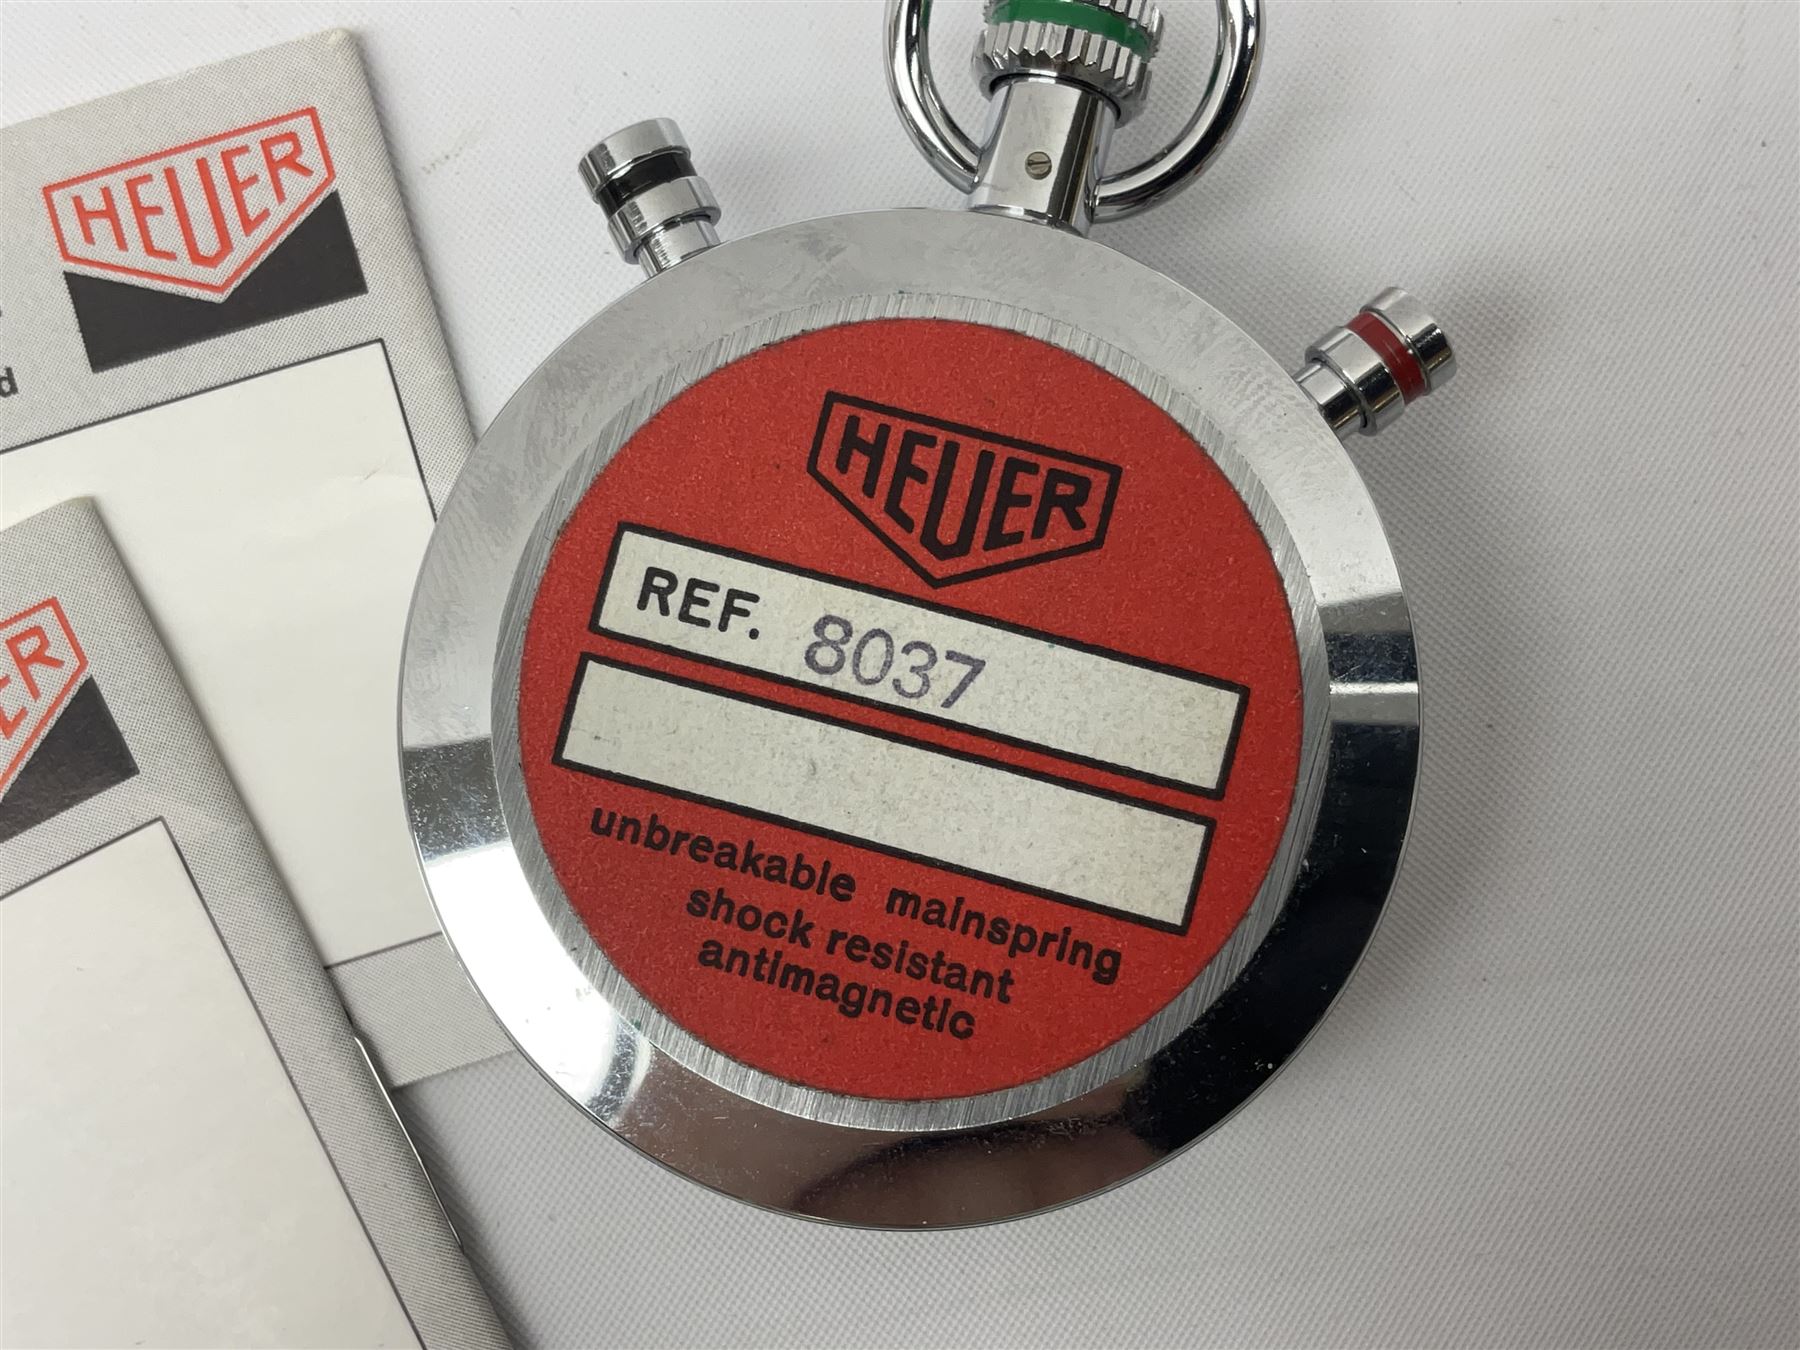 HEUER
d
ER
HEUER
REF. 8037
unbreakable mainspring
shock resistant
antimagnetic